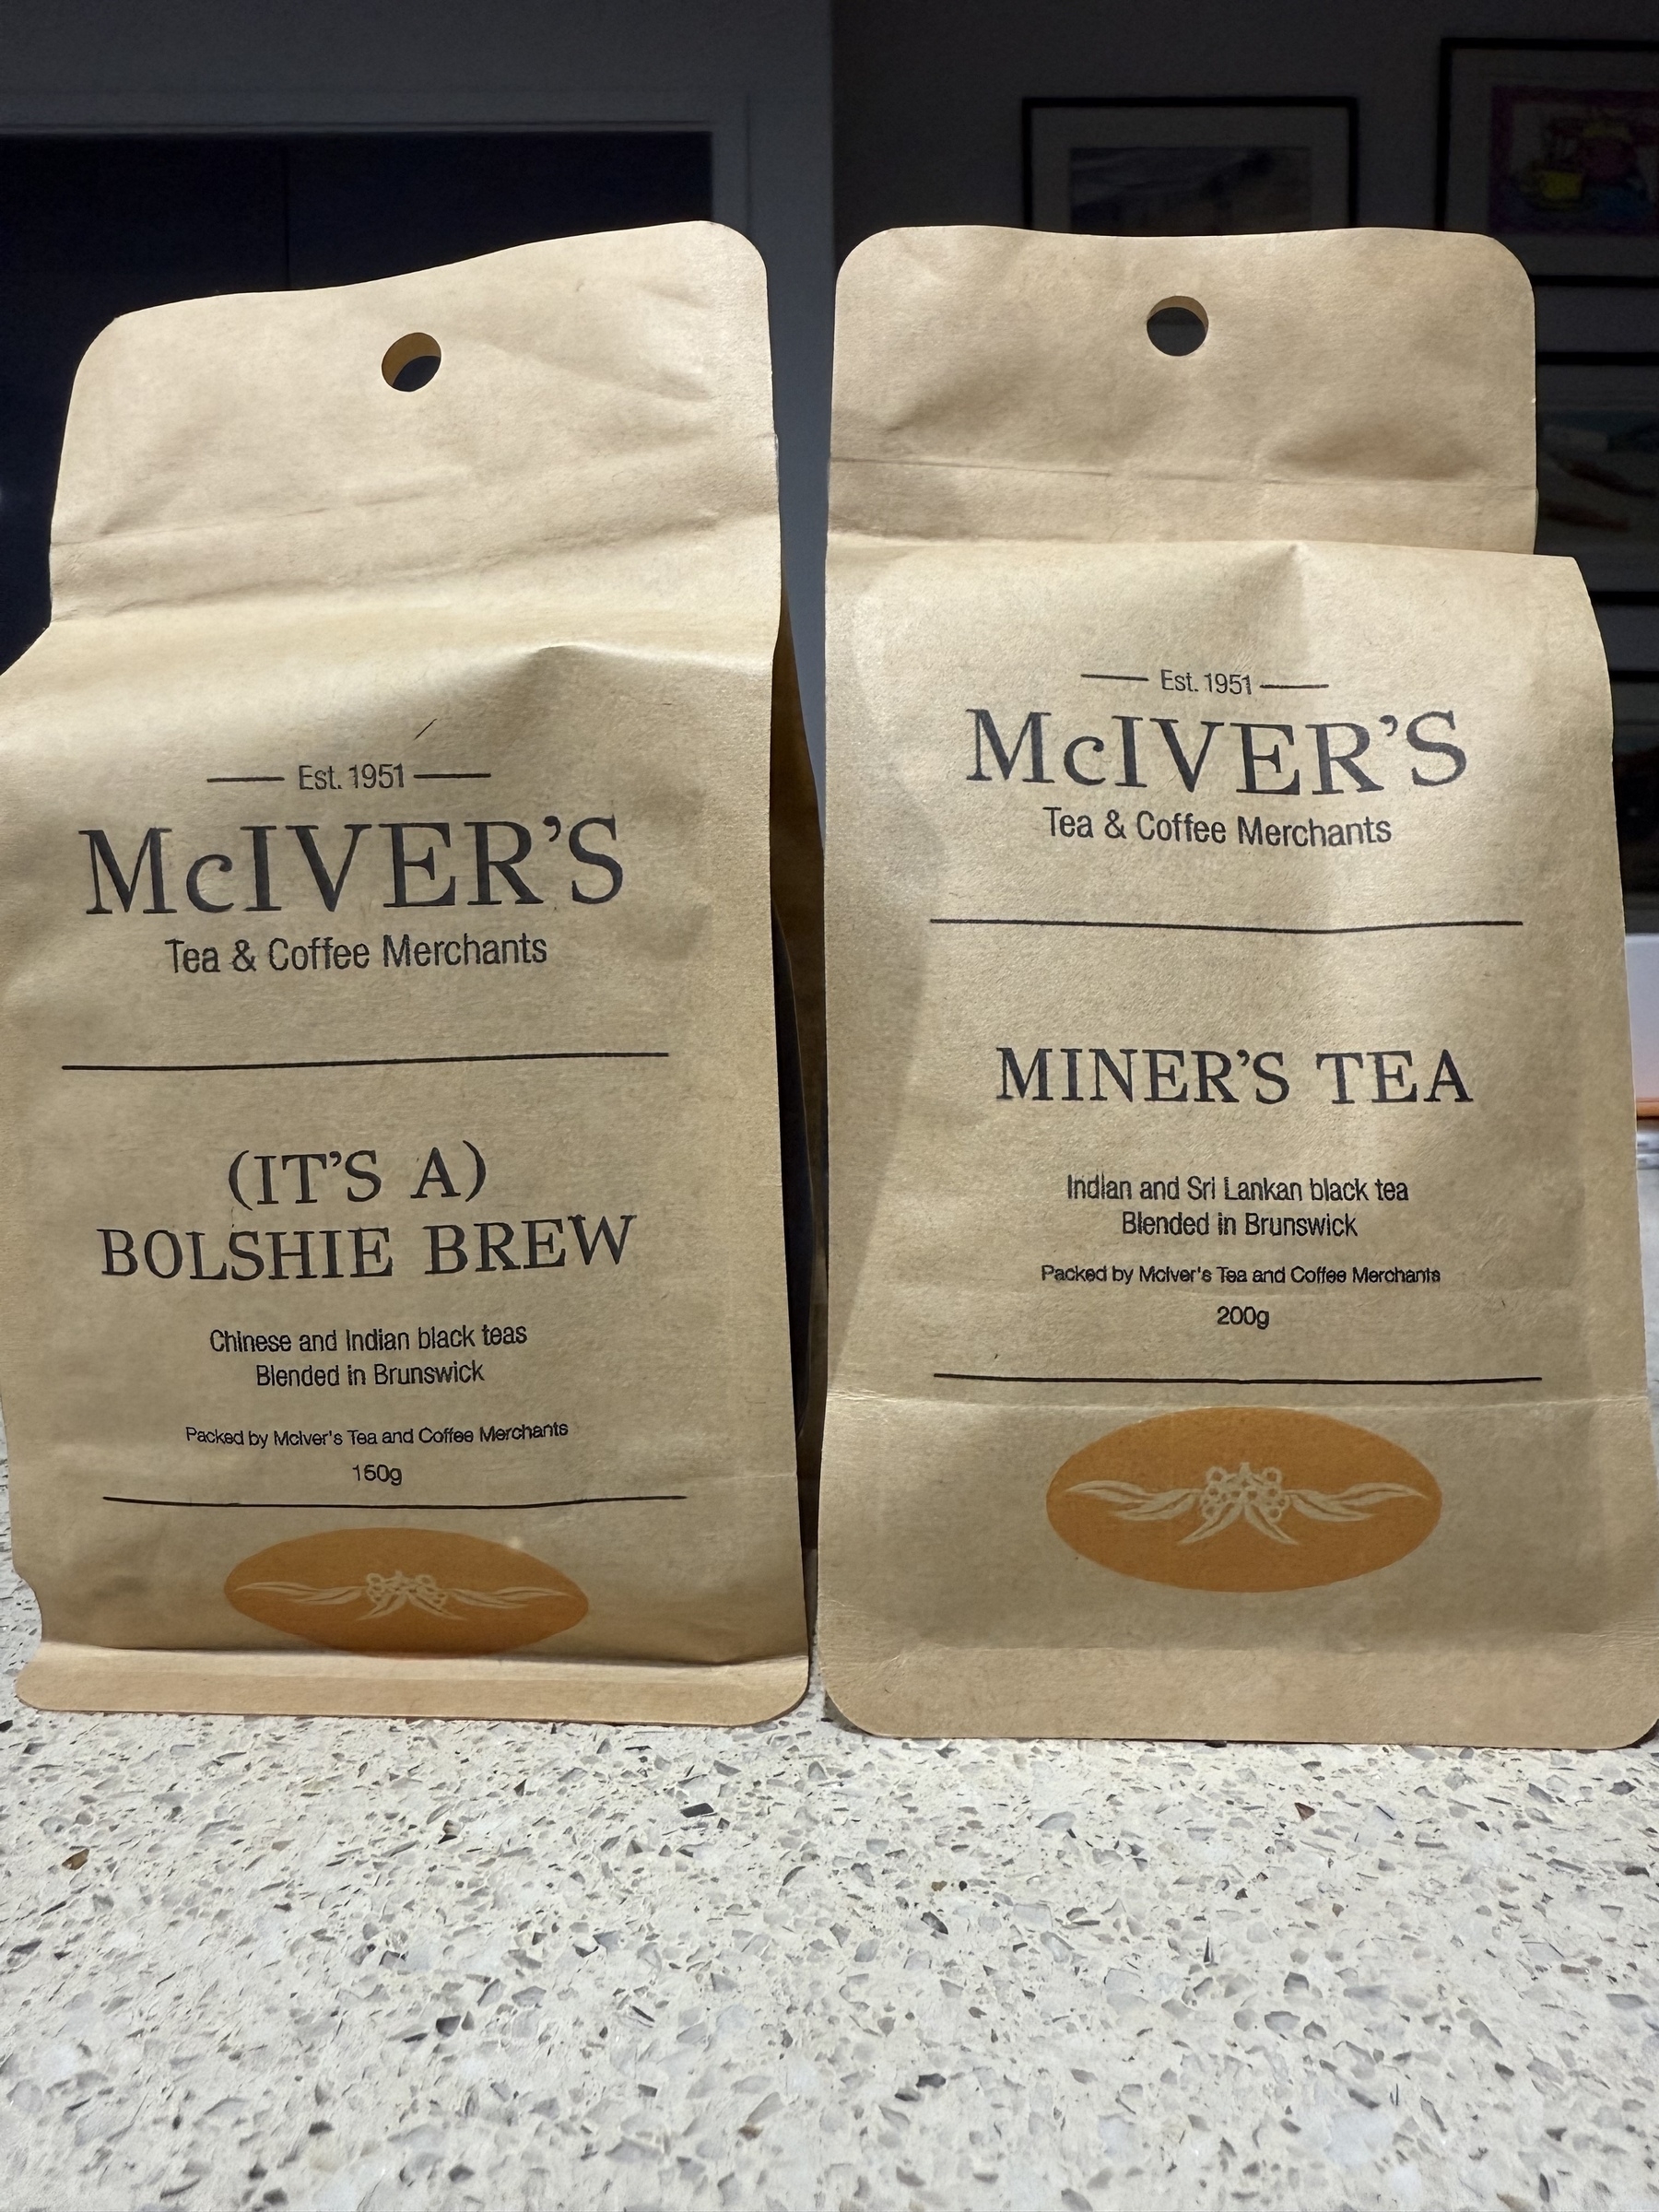 Est. 1951
McIVER'S
Tea & Coffee Merchants
(IT'S A)
BOLSHIE BREW
Chinese and Indian black teas
Blended in Brunswick
Packed by McIver's Tea and Coffee Merchants
150g
Est. 1951
McIVER'S
Tea & Coffee Merchants
MINER'S TEA
Indian and Sri Lankan black tea
Blended in Brunswick
Packed by McIver's Tea and Coffee Merchants
200g